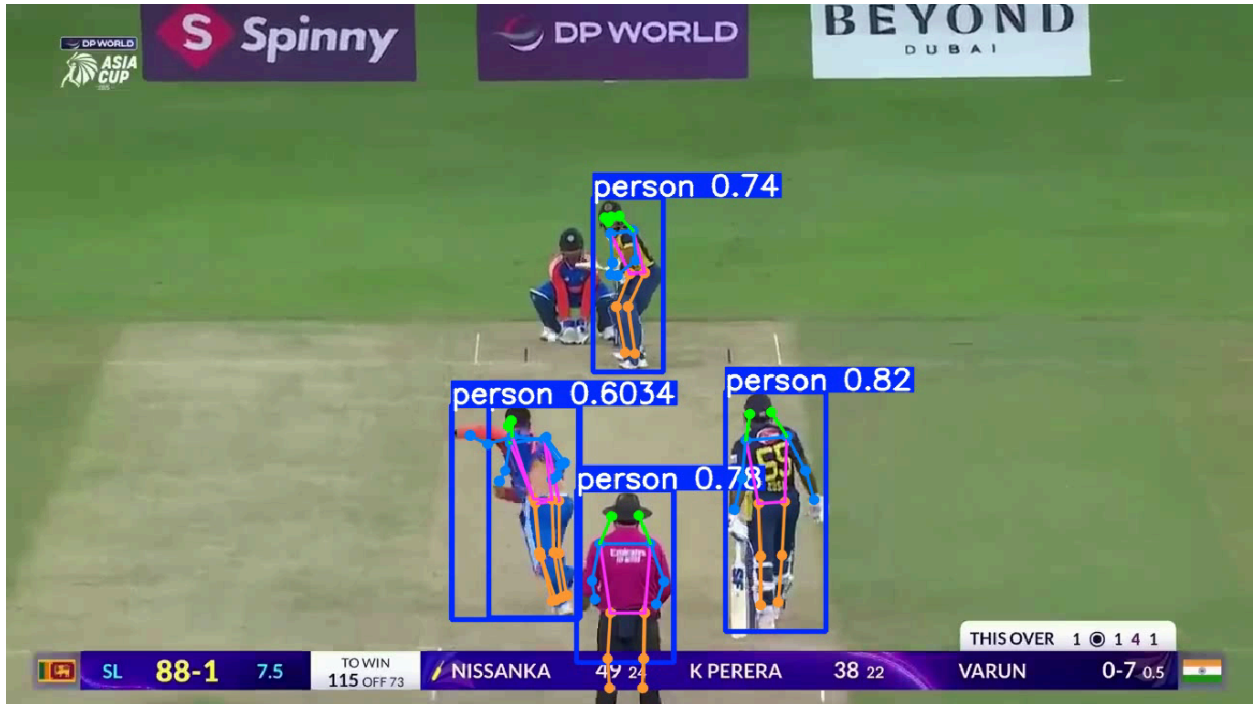 DP WORLD
ASIA
CUP
S Spinny
DP WORLD
BEYOND
DUBAI
person 0.74
person 0.6034
person 0.82
person 0.78
Emirates
THIS OVER 1 1 4 1
SL 88-1 7.5
TO WIN
115 OFF 73
NISSANKA 49 24
K PERERA 38 22
VARUN 0-7 0.5